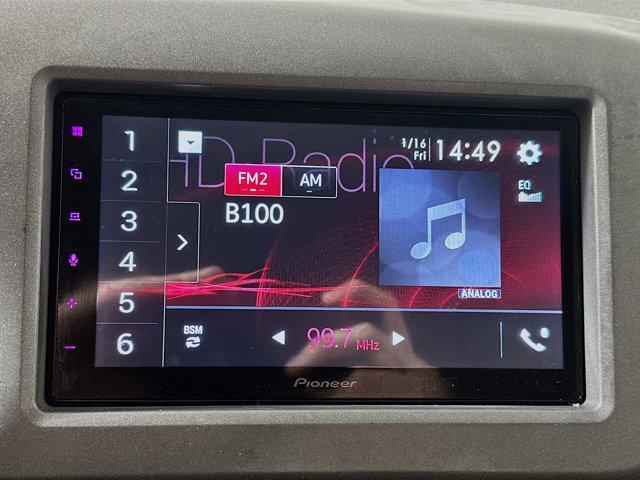 HD Radio
1/16
Fri
14:49
FM2
AM
B100
EQ
1
2
3
4
5
6
ANALOG
BSM
99.7 MHz
Pioneer